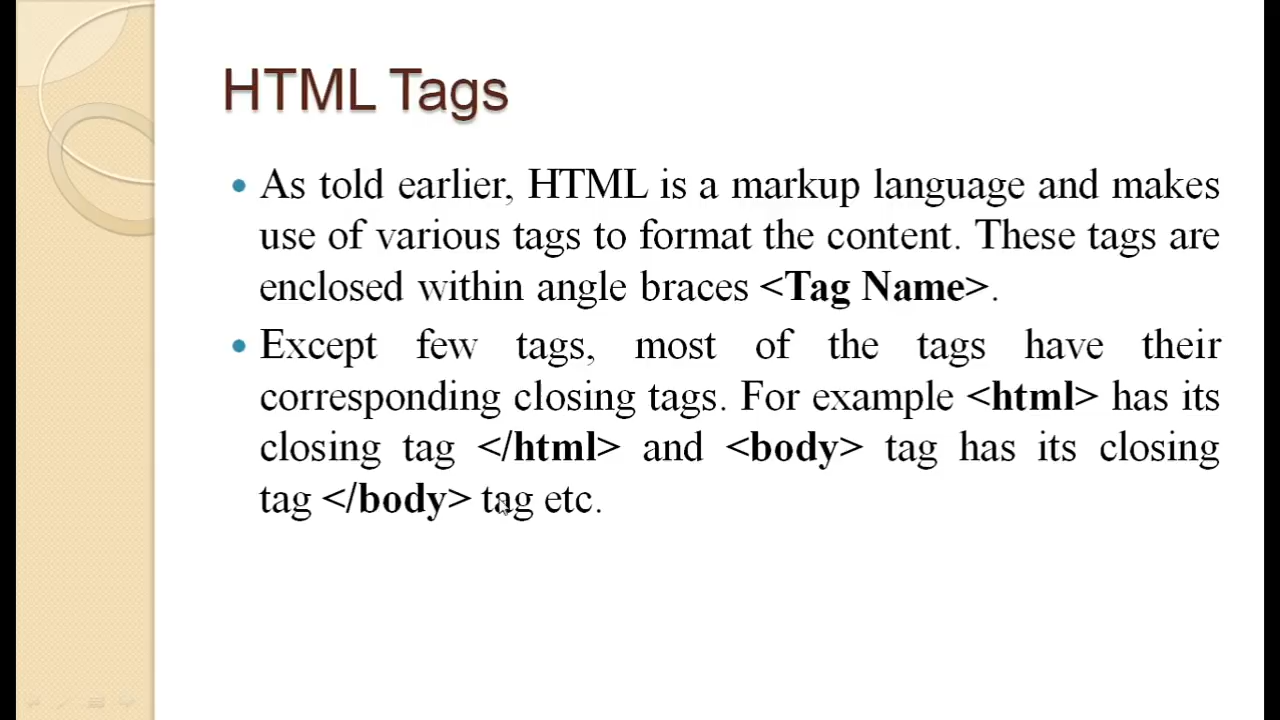 HTML Tags
As told earlier, HTML is a markup language and makes
use of various tags to format the content. These tags are
enclosed within angle braces <Tag Name>.
Except few tags, most of the tags have their
corresponding closing tags. For example <html> has its
closing tag </html> and <body> tag has its closing
tag </body> tag etc.